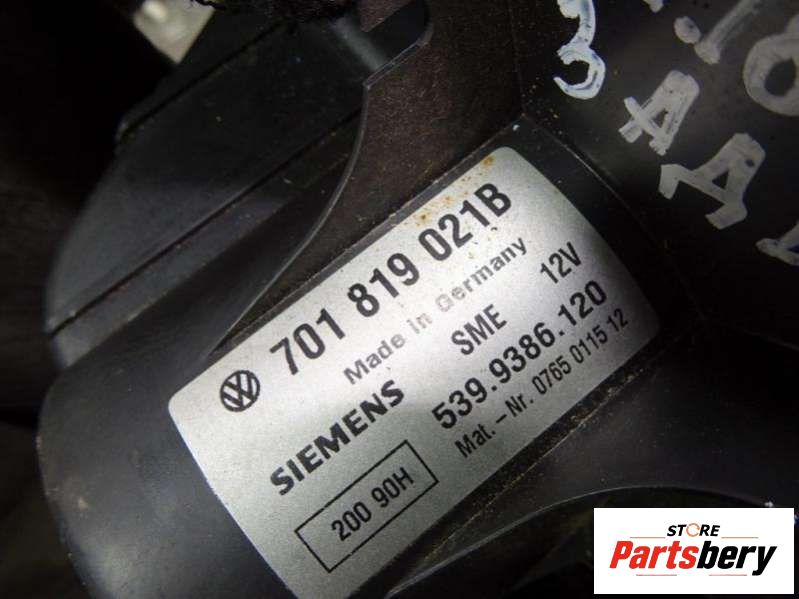 701 819 021B
Made in Germany
SIEMENS SME 12V
539.9386.120
Mat.-Nr. 0765 0115 12
200 90H
STORE
Partsbery